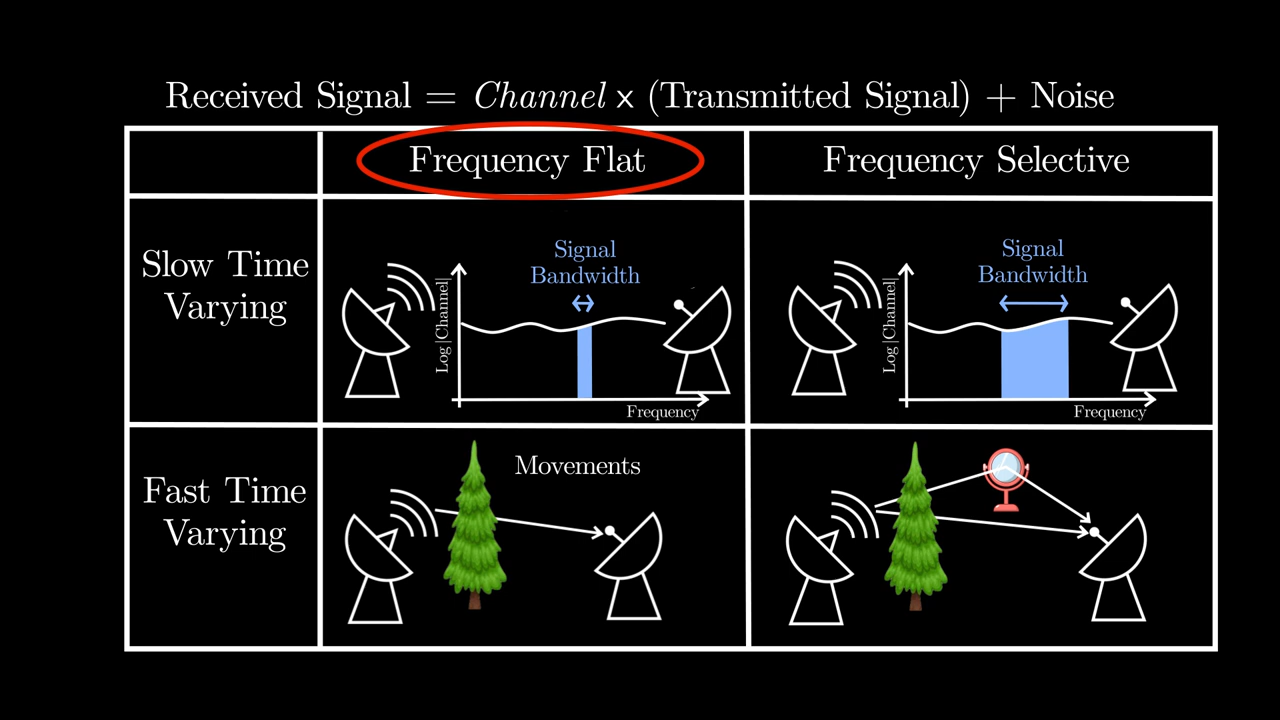 Received Signal = Channel x (Transmitted Signal) + Noise
Frequency Flat
Frequency Selective
Slow Time
Varying
Signal
Bandwidth
Log|Channel|
Frequency
Signal
Bandwidth
Log|Channel|
Frequency
Fast Time
Varying
Movements